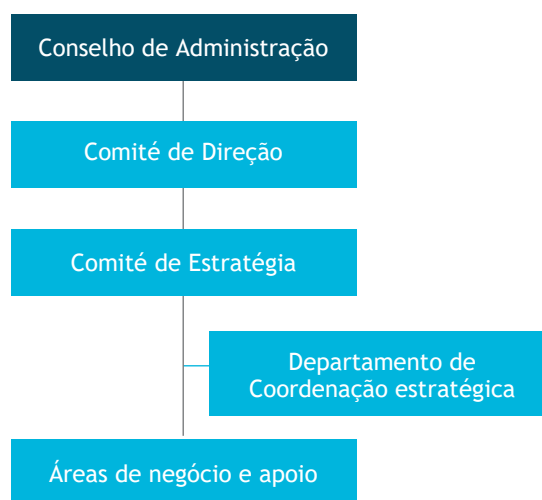 Conselho de Administração
Comité de Direção
Comité de Estratégia
Departamento de
Coordenação estratégica
Áreas de negócio e apoio